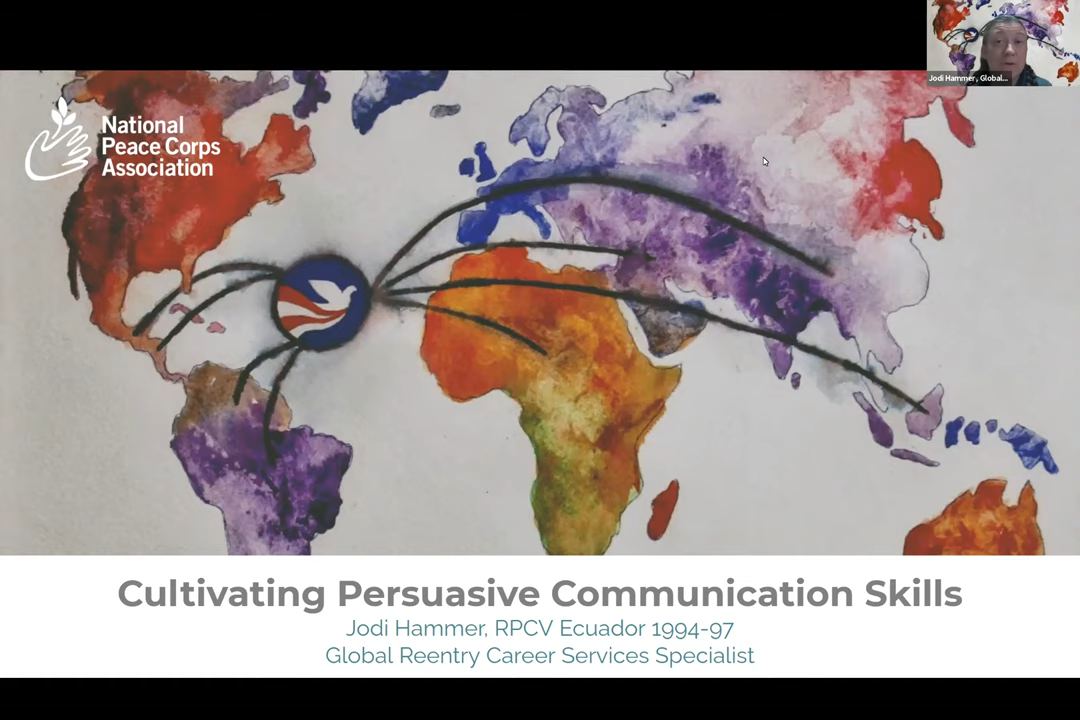 Jodi Hammer, Global...
National
Peace Corps
Association
Cultivating Persuasive Communication Skills
Jodi Hammer, RPCV Ecuador 1994-97
Global Reentry Career Services Specialist